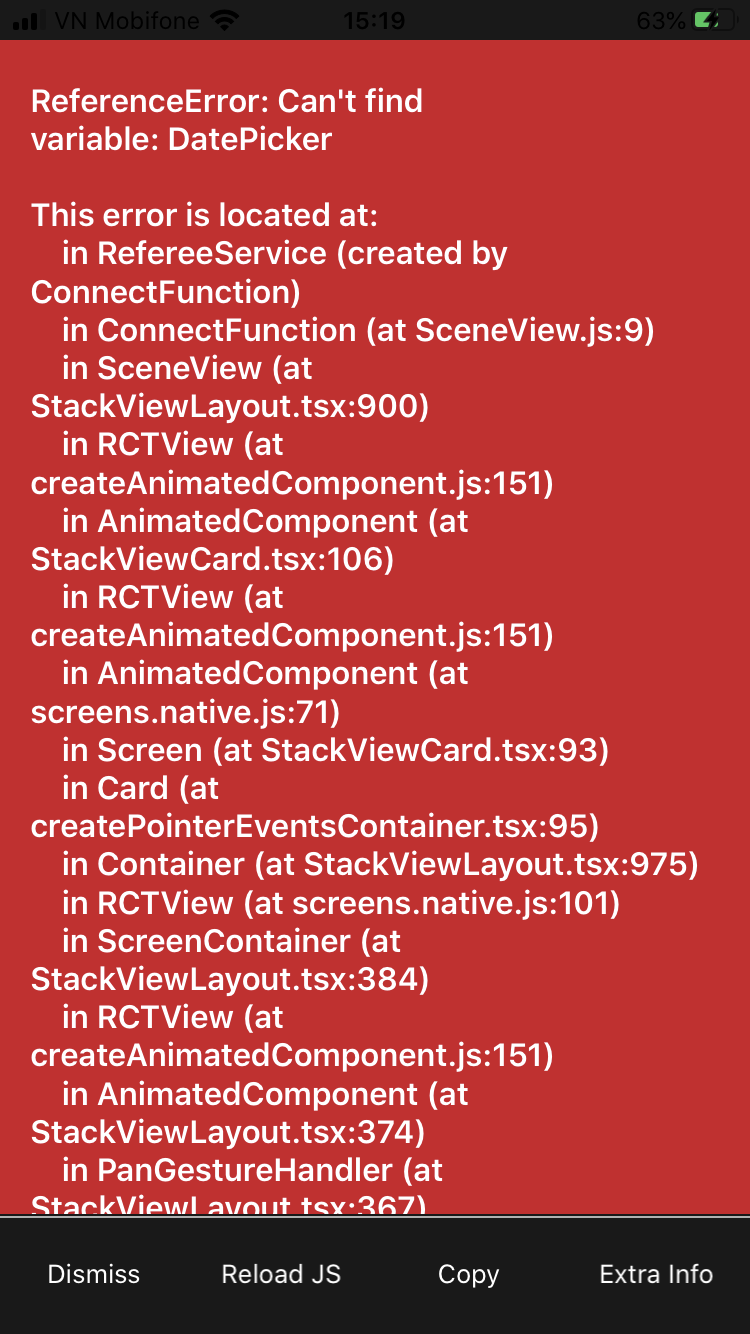 VN Mobifone 15:19 63%
ReferenceError: Can't find
variable: DatePicker
This error is located at:
in RefereeService (created by
ConnectFunction)
in ConnectFunction (at SceneView.js:9)
in SceneView (at
StackViewLayout.tsx:900)
in RCTView (at
createAnimatedComponent.js:151)
in AnimatedComponent (at
StackViewCard.tsx:106)
in RCTView (at
createAnimatedComponent.js:151)
in AnimatedComponent (at
screens.native.js:71)
in Screen (at StackViewCard.tsx:93)
in Card (at
createPointerEventsContainer.tsx:95)
in Container (at StackViewLayout.tsx:975)
in RCTView (at screens.native.js:101)
in ScreenContainer (at
StackViewLayout.tsx:384)
in RCTView (at
createAnimatedComponent.js:151)
in AnimatedComponent (at
StackViewLayout.tsx:374)
in PanGestureHandler (at
StackViewLayout.tsx:367)
Dismiss Reload JS Copy Extra Info